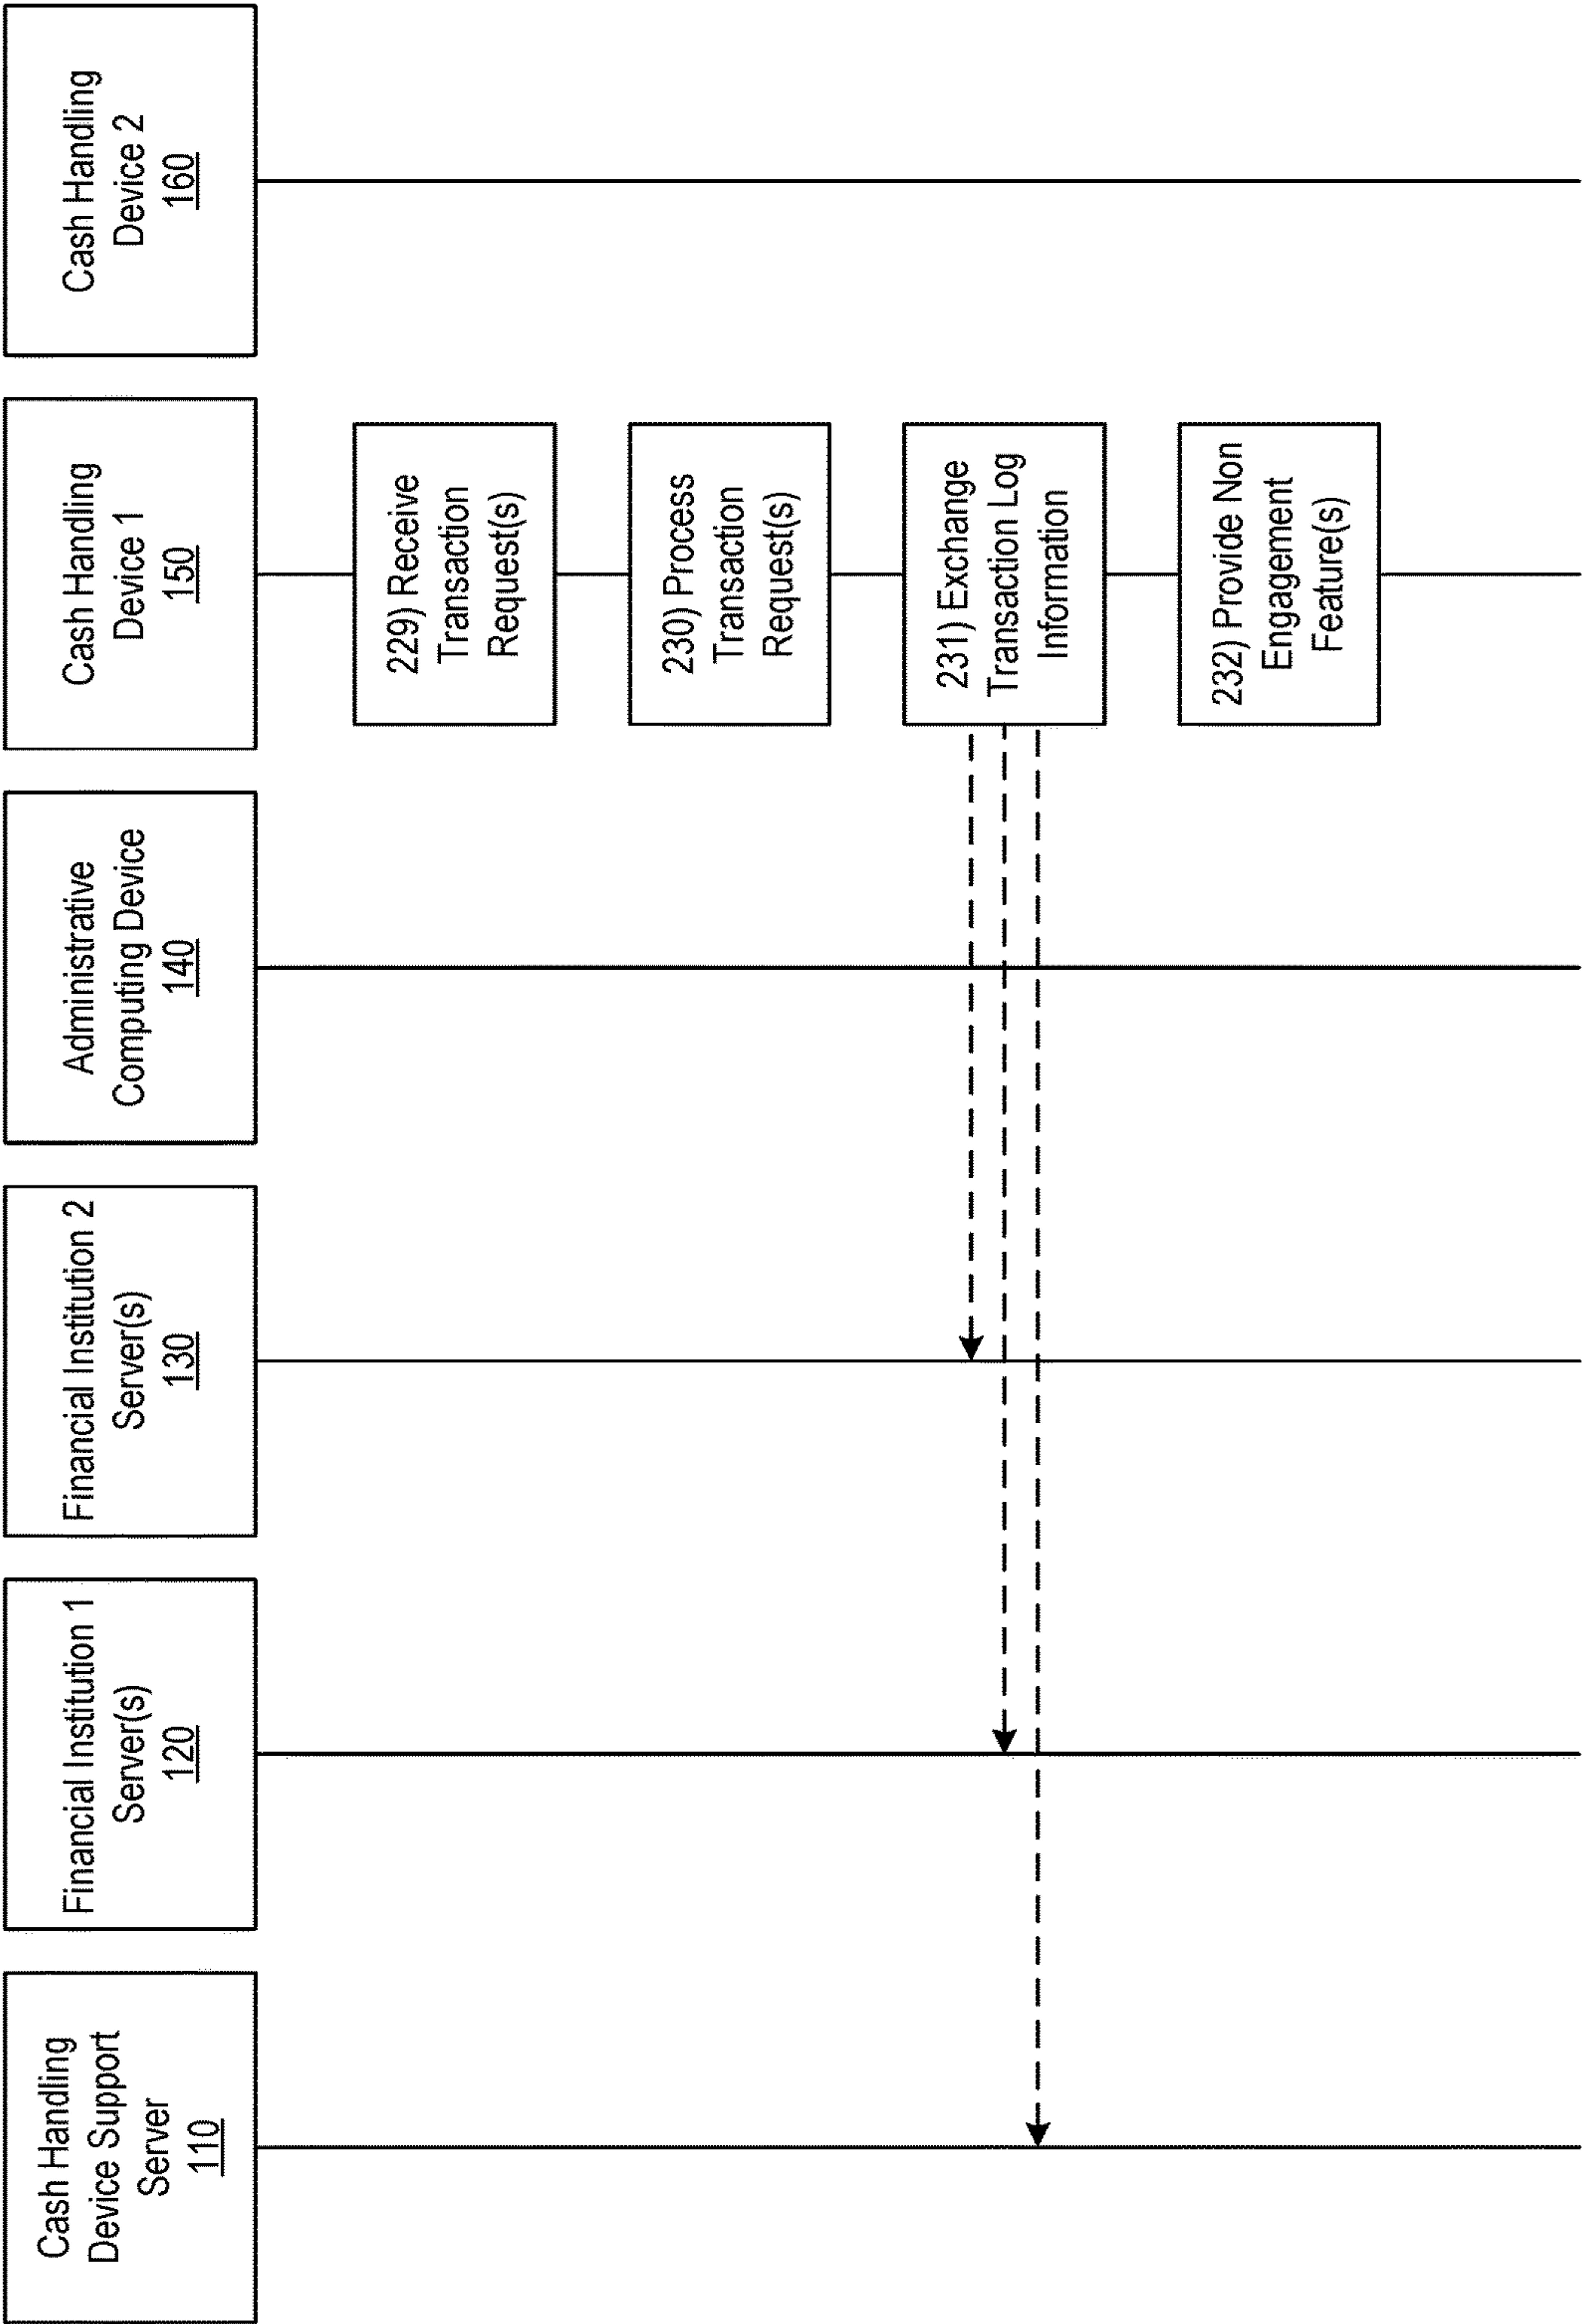 Cash Handling
Device Support
Server
110
Financial Institution 1
Server(s)
120
Financial Institution 2
Server(s)
130
Administrative
Computing Device
140
Cash Handling
Device 1
150
Cash Handling
Device 2
160
229) Receive
Transaction
Request(s)
230) Process
Transaction
Request(s)
231) Exchange
Transaction Log
Information
232) Provide Non
Engagement
Feature(s)